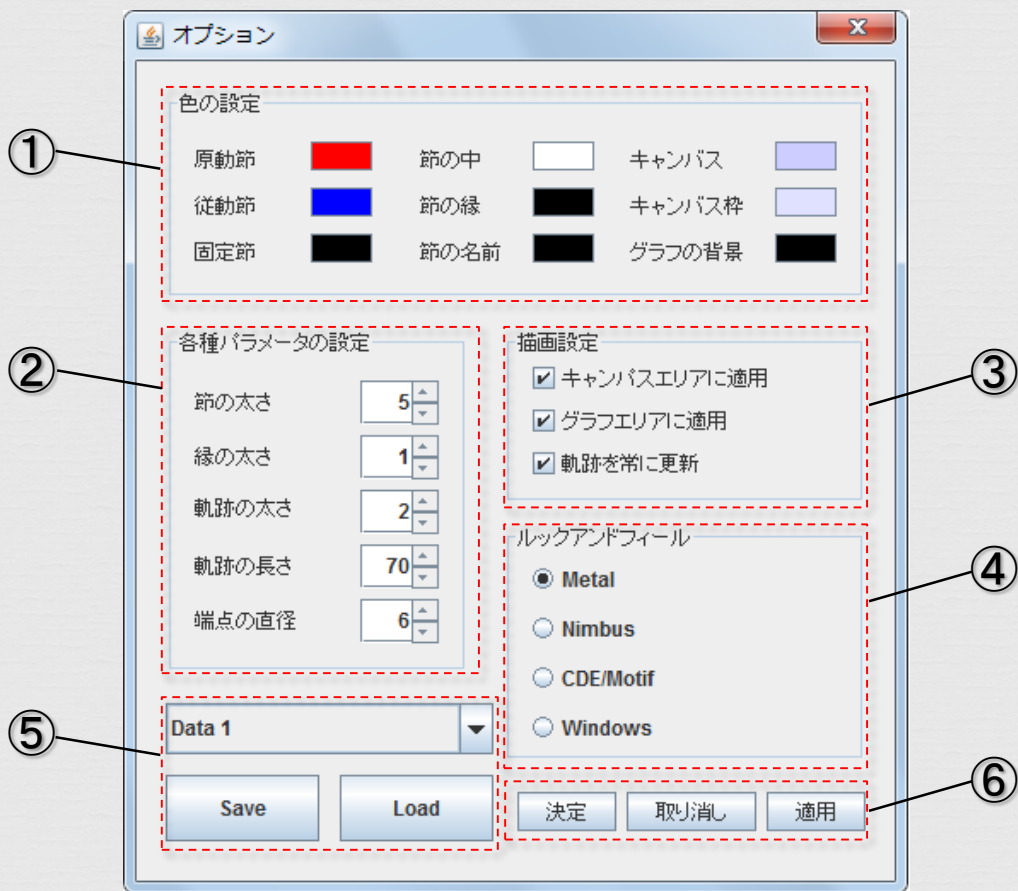 オプション
①
色の設定
原動節 節の中 キャンバス
従動節 節の縁 キャンバス枠
固定節 節の名前 グラフの背景
②
各種パラメータの設定
節の太さ 5
縁の太さ 1
軌跡の太さ 2
軌跡の長さ 70
端点の直径 6
③
描画設定
キャンバスエリアに適用
グラフエリアに適用
軌跡を常に更新
④
ルックアンドフィール
Metal
Nimbus
CDE/Motif
Windows
⑤
Data 1
Save Load
⑥
決定 取り消し 適用